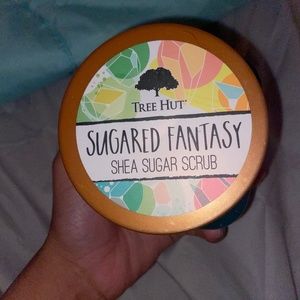 TREE HUT
SUGARED FANTASY
SHEA SUGAR SCRUB